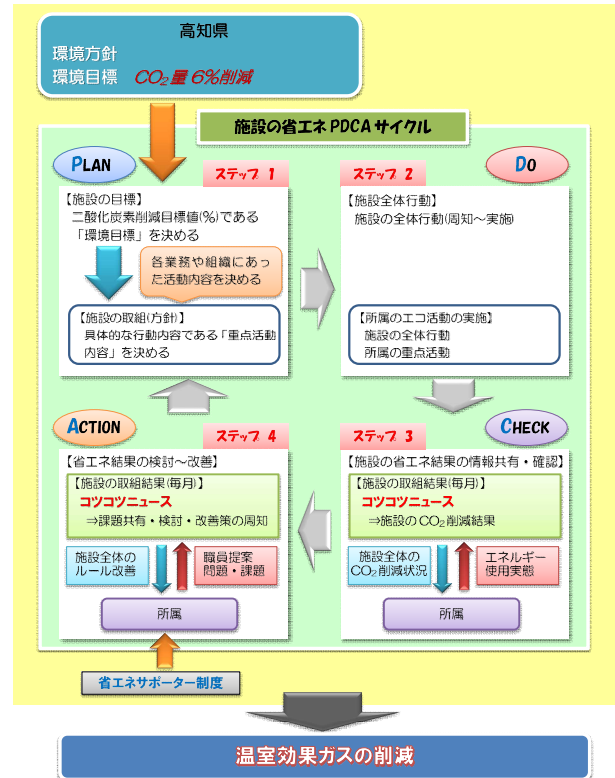 高知県
環境方針
環境目標　CO₂量6%削減
施設の省エネPDCAサイクル
PLAN
ステップ 1
【施設の目標】
二酸化炭素削減目標値(%)である
「環境目標」を決める
各業務や組織にあっ
た活動内容を決める
【施設の取組(方針)】
具体的な行動内容である「重点活動
内容」を決める
ステップ 2
DO
【施設全体行動】
施設の全体行動(周知～実施)
【所属のエコ活動の実施】
施設の全体行動
所属の重点活動
ACTION
ステップ 4
【省エネ結果の検討～改善】
【施設の取組結果(毎月)】
コツコツニュース
⇒課題共有・検討・改善策の周知
施設全体の
ルール改善
職員提案
問題・課題
所属
ステップ 3
CHECK
【施設の省エネ結果の情報共有・確認】
【施設の取組結果(毎月)】
コツコツニュース
⇒施設のCO₂削減結果
施設全体の
CO₂削減状況
エネルギー
使用実態
所属
省エネサポーター制度
温室効果ガスの削減